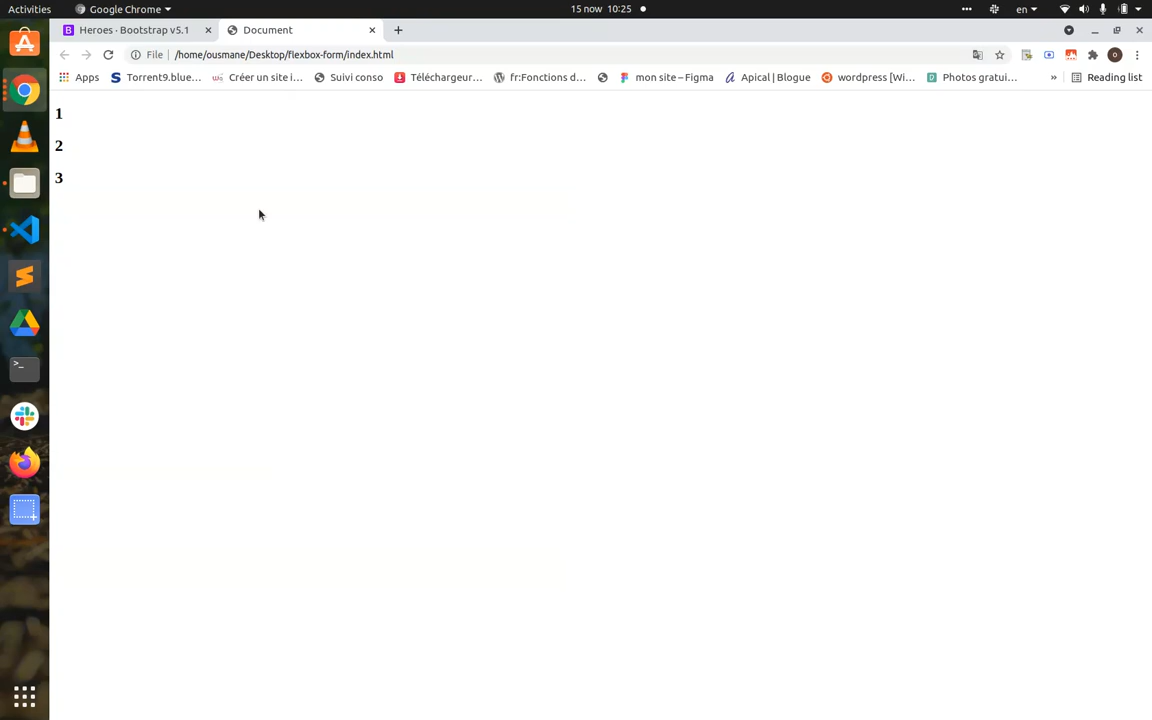 Activities Google Chrome 15 now 10:25 en
Heroes · Bootstrap v5.1 Document
File /home/ousmane/Desktop/flexbox-form/index.html
Apps Torrent9.blue... Créer un site i... Suivi conso Téléchargeur... fr:Fonctions d... mon site – Figma Apical | Blogue wordpress [Wi... Photos gratui... » Reading list
1
2
3